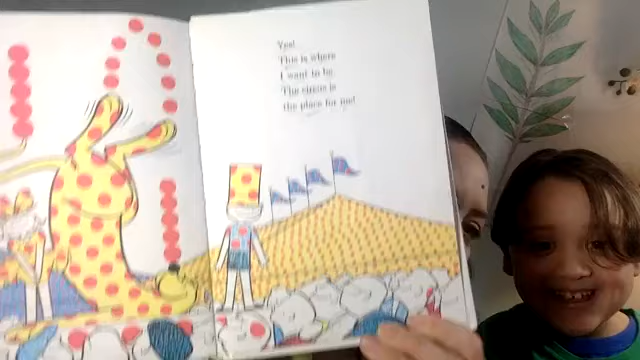 Yes!
This is where
I want to be.
The circus is
the place for me!